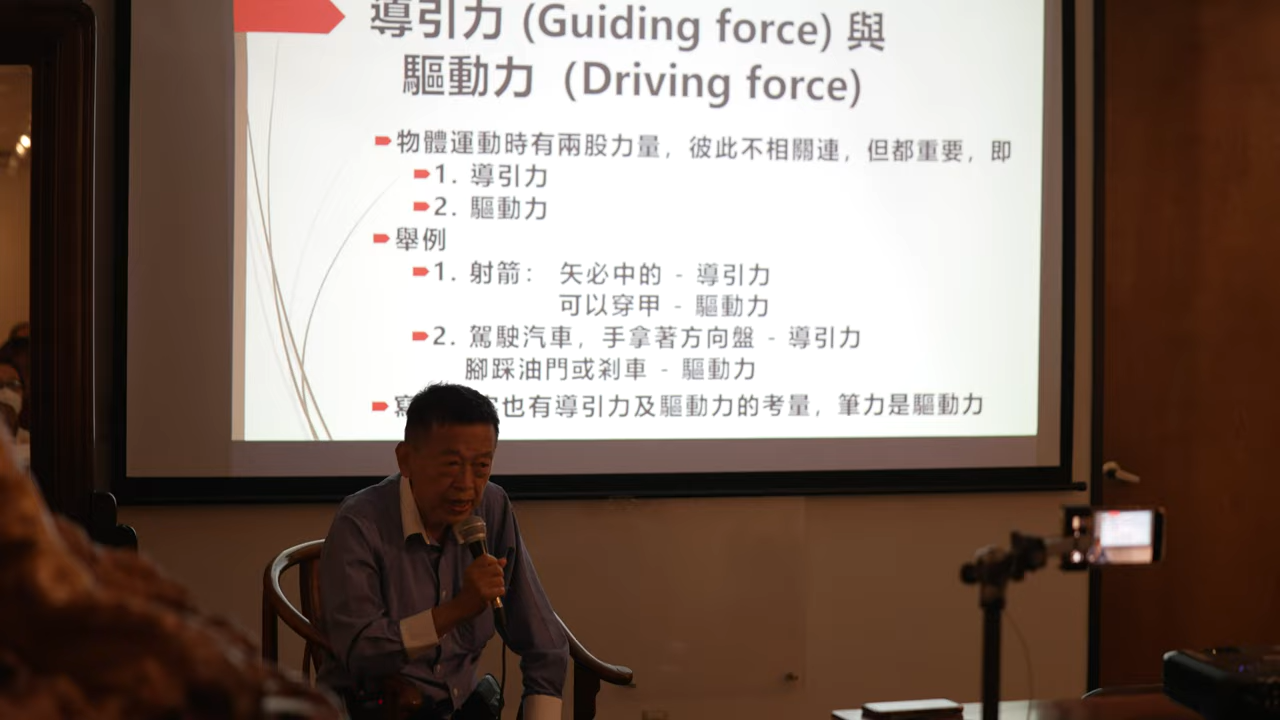 導引力 (Guiding force) 與
驅動力 (Driving force)
物體運動時有兩股力量，彼此不相關連，但都重要，即
1. 導引力
2. 驅動力
舉例
1. 射箭： 矢必中的 - 導引力
可以穿甲 - 驅動力
2. 駕駛汽車，手拿著方向盤 - 導引力
腳踩油門或剎車 - 驅動力
寫 也有導引力及驅動力的考量，筆力是驅動力